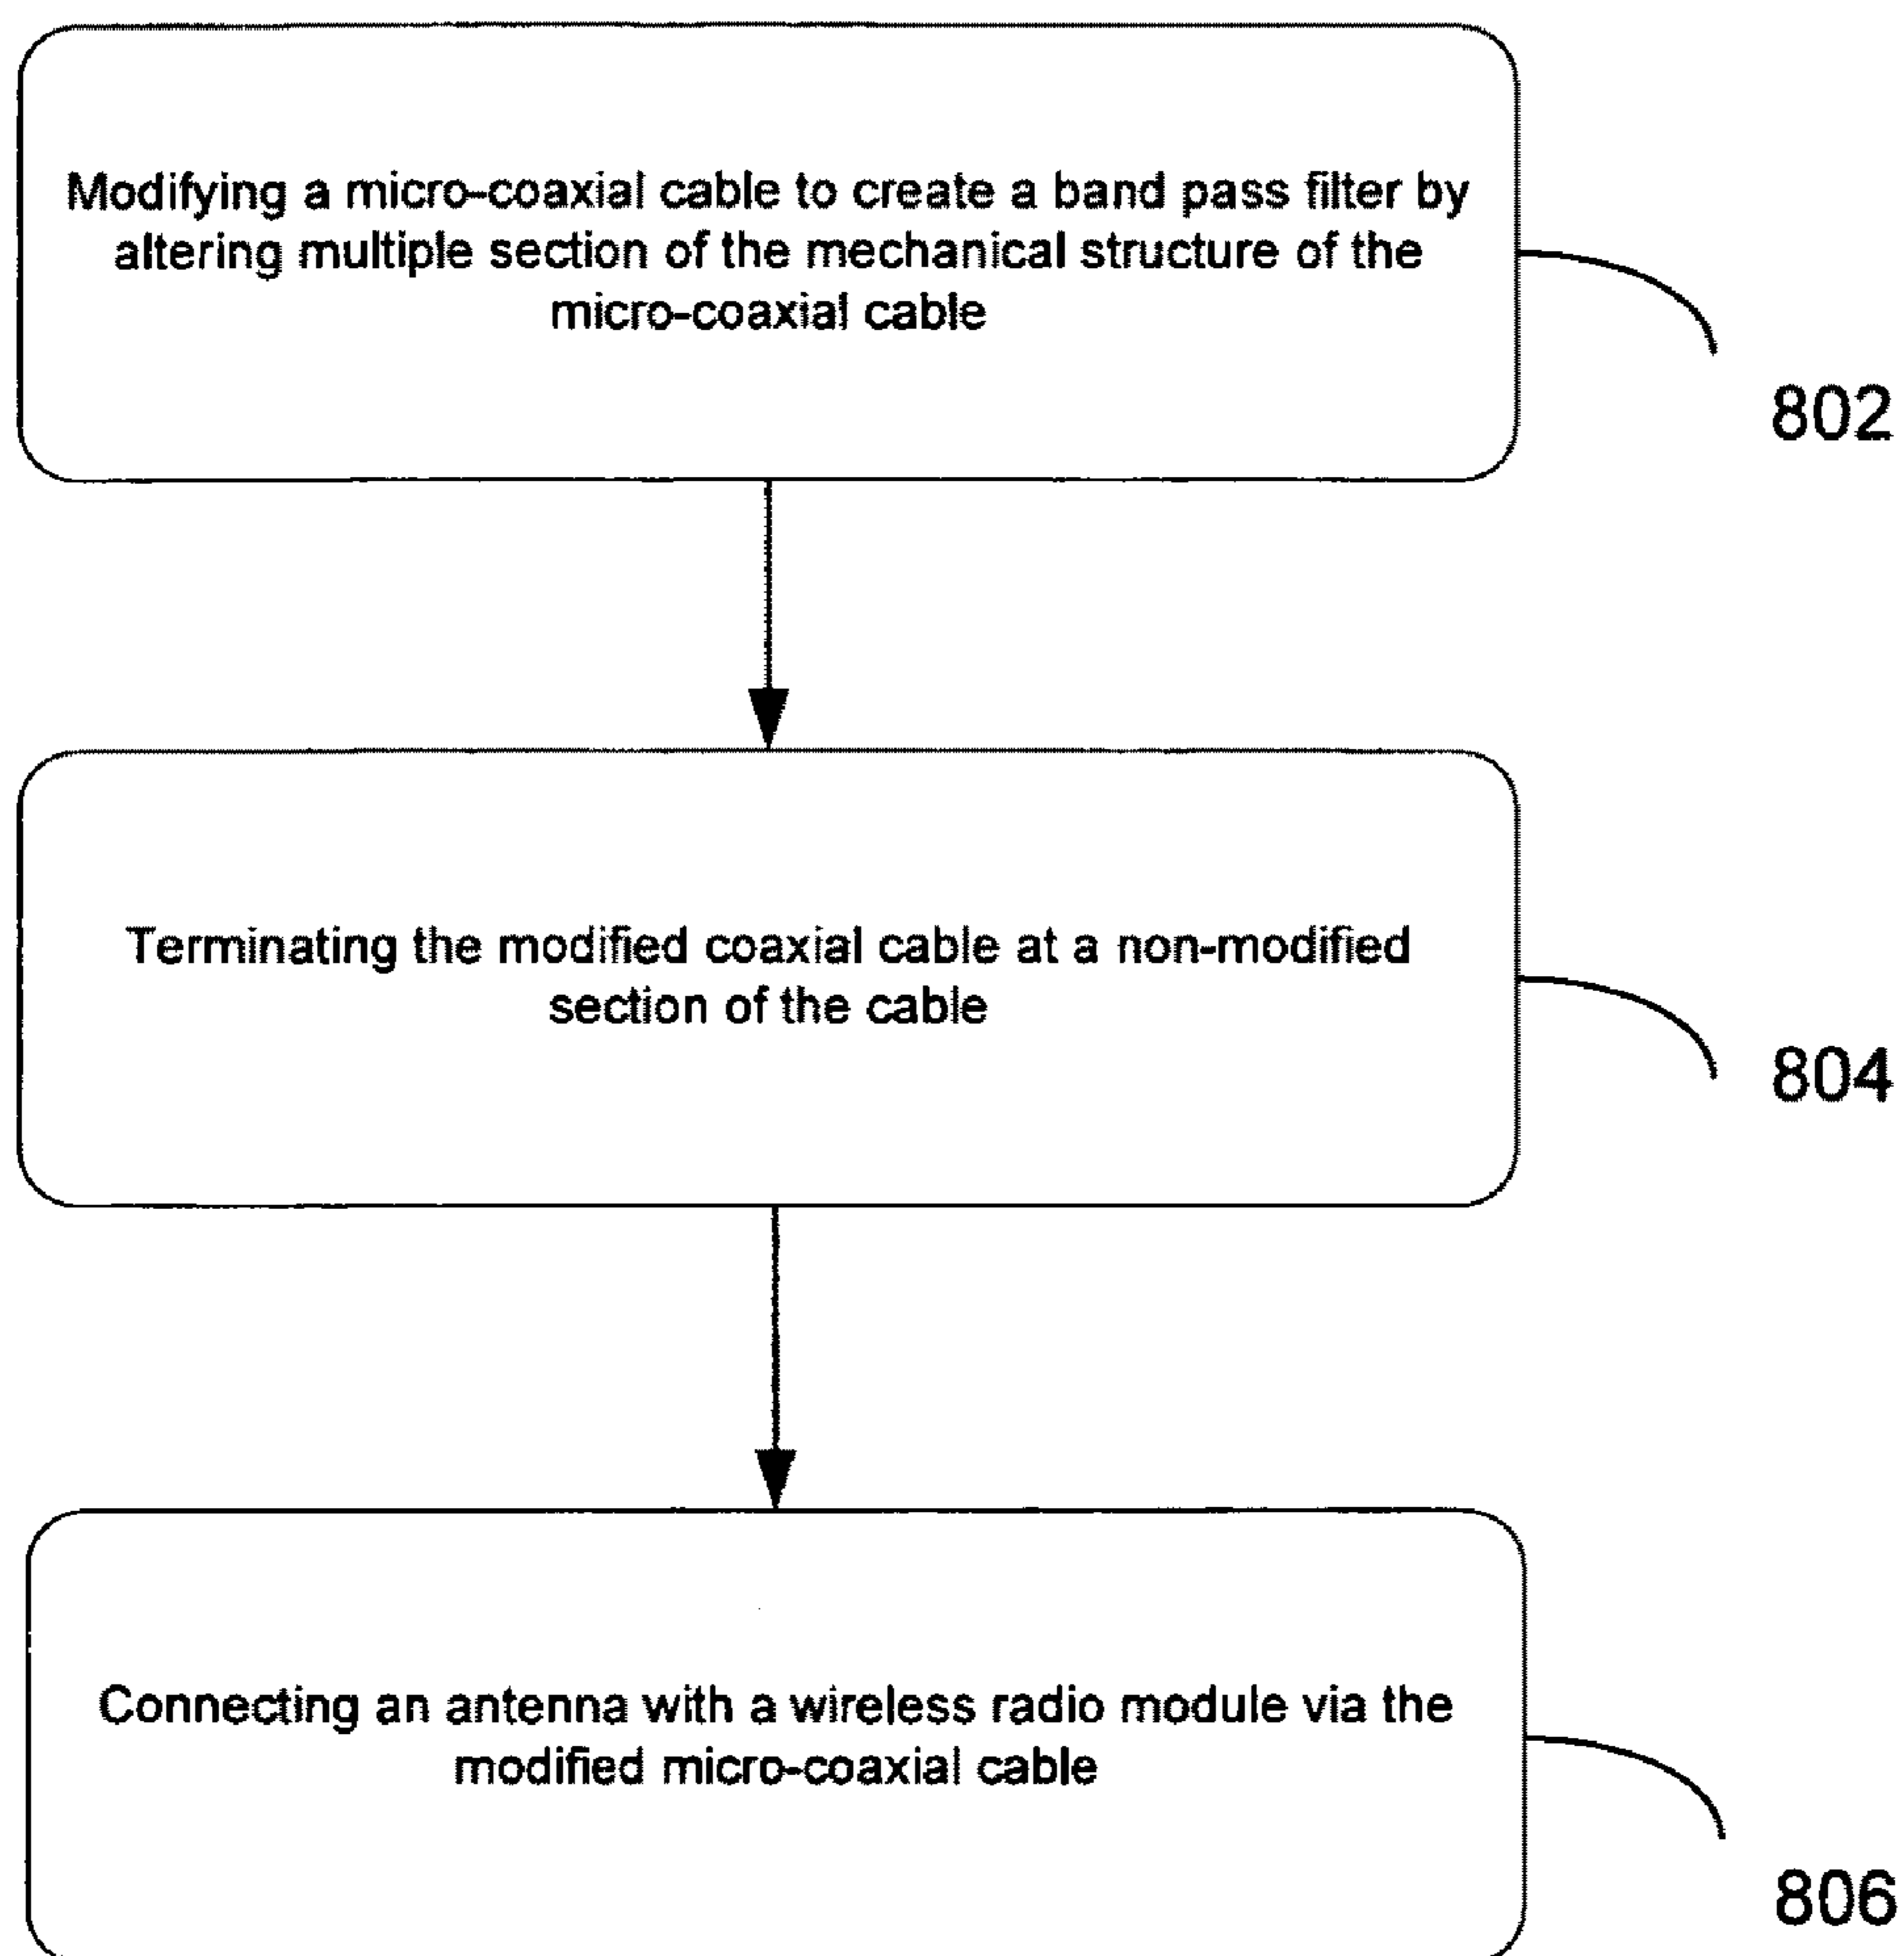 Modifying a micro-coaxial cable to create a band pass filter by
altering multiple section of the mechanical structure of the
micro-coaxial cable
802
Terminating the modified coaxial cable at a non-modified
section of the cable
804
Connecting an antenna with a wireless radio module via the
modified micro-coaxial cable
806